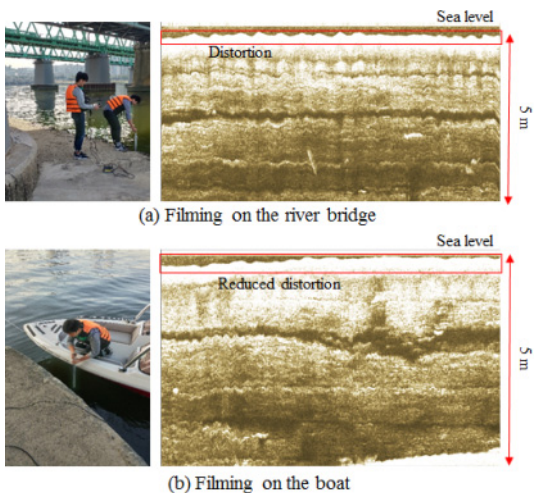 Sea level
Distortion
5 m
(a) Filming on the river bridge
Sea level
Reduced distortion
5 m
(b) Filming on the boat